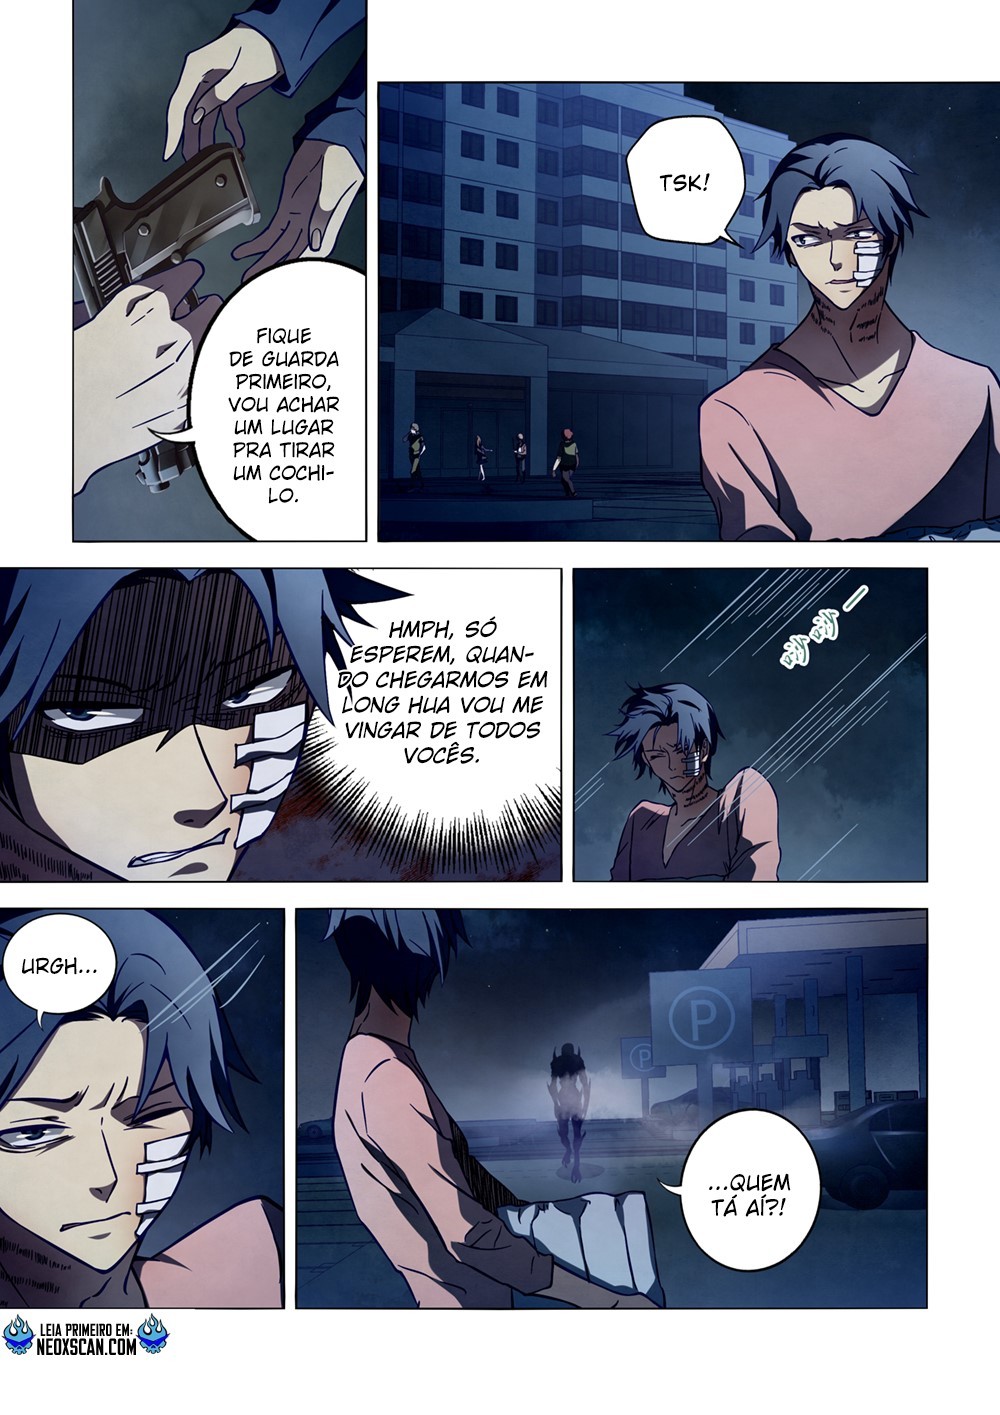 FIQUE
DE GUARDA
PRIMEIRO,
VOU ACHAR
UM LUGAR
PRA TIRAR
UM COCHI-
LO.
TSK!
HMPH, SÓ
ESPEREM, QUAN-
DO CHEGARMOS EM
LONG HUA VOU ME
VINGAR DE TODOS
VOCÊS.
沙沙—
URGH...
P
P
...QUEM
TÁ AÍ?!
LEIA PRIMEIRO EM:
NEOXSCAN.COM